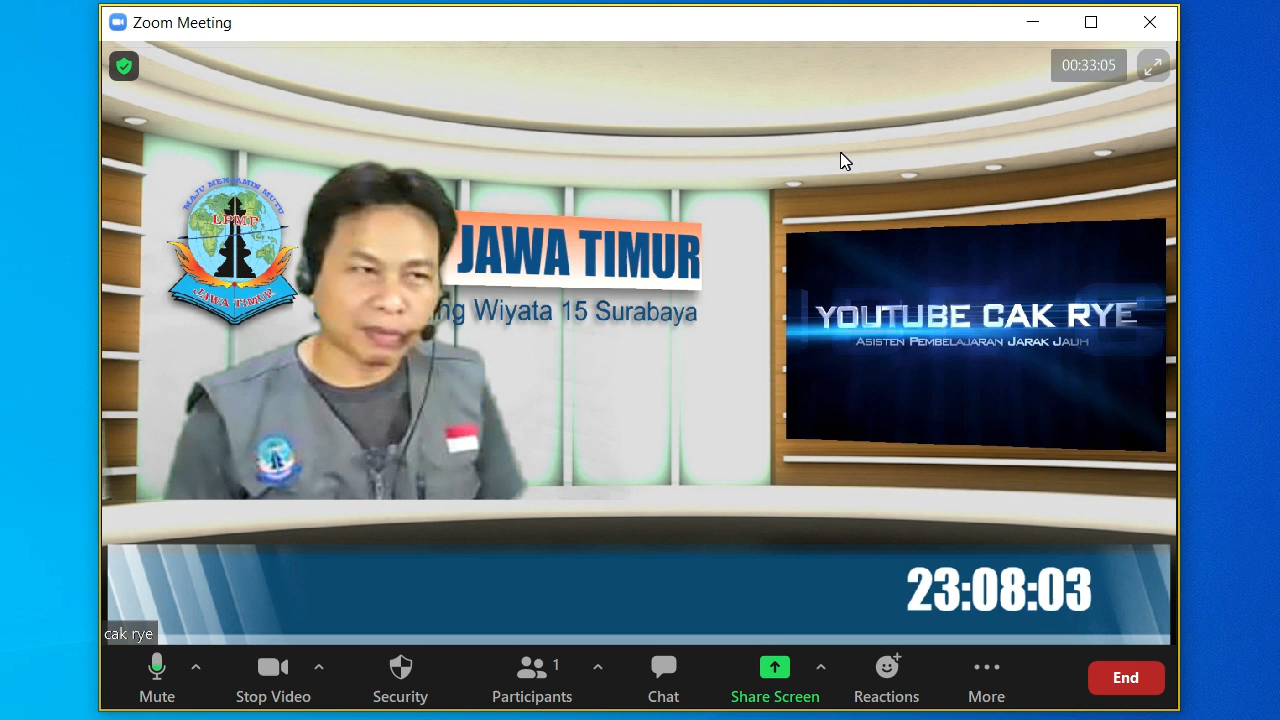 Zoom Meeting
00:33:05
MAJU MENJAMIN MUTU
LPMP
JAWA TIMUR
JAWA TIMUR
ng Wiyata 15 Surabaya
YOUTUBE CAK RYE
ASISTEN PEMBELAJARAN JARAK JAUH
23:08:03
cak rye
Mute
Stop Video
Security
1
Participants
Chat
Share Screen
Reactions
More
End